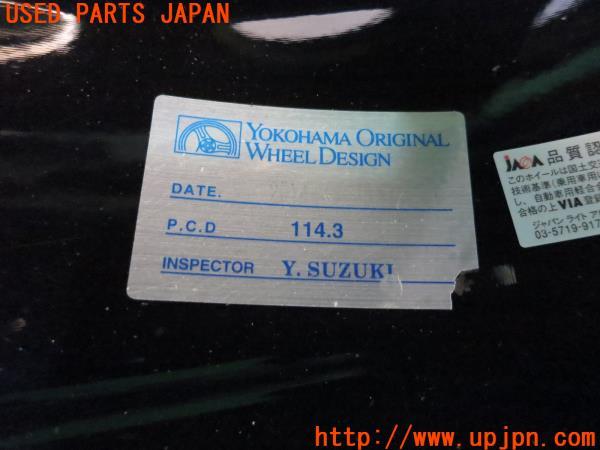 USED PARTS JAPAN
YOKOHAMA ORIGINAL
WHEEL DESIGN
DATE.
P.C.D 114.3
INSPECTOR Y. SUZUKI
JAWA 品質認
このホイールは国土交
技術基準(乗用車用
し、自動車用軽合
合格の上VIA登録
ジャパン ライト ア
03-5719-917
http://www.upjpn.com/